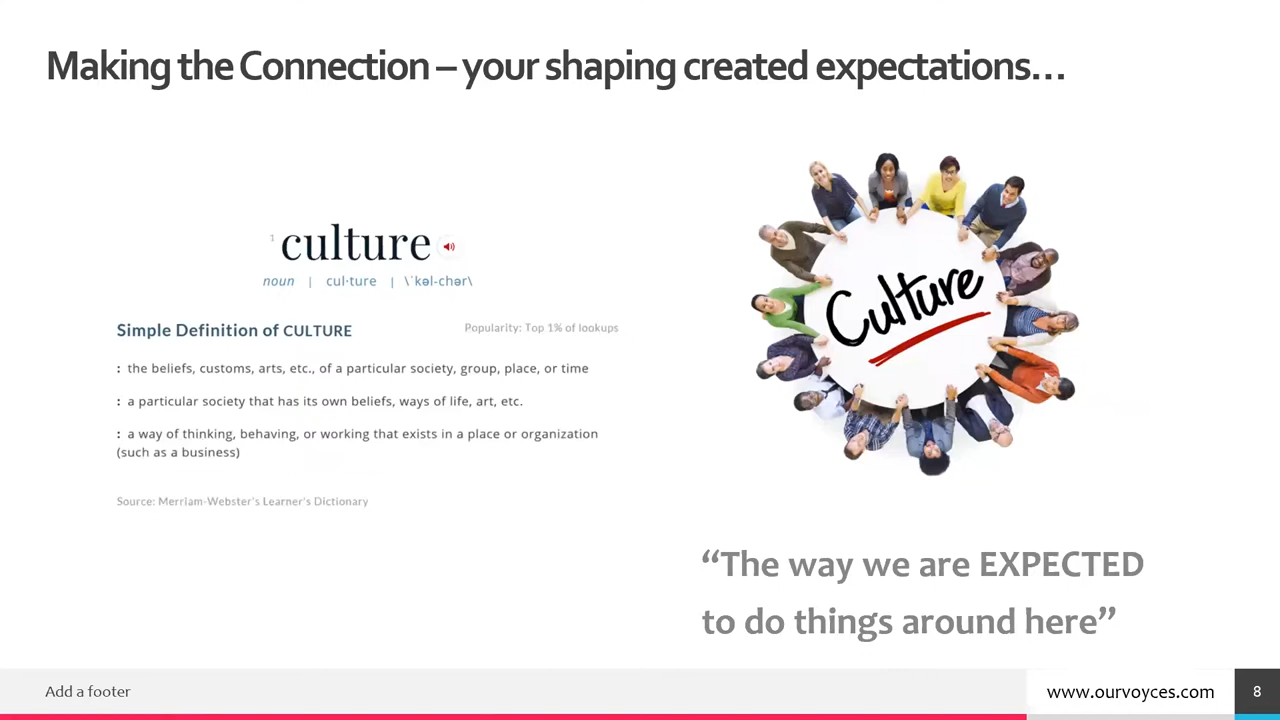 Making the Connection – your shaping created expectations…
1 culture
noun | cul·ture | \ˈkəl-chər\
Simple Definition of CULTURE
Popularity: Top 1% of lookups
: the beliefs, customs, arts, etc., of a particular society, group, place, or time
: a particular society that has its own beliefs, ways of life, art, etc.
: a way of thinking, behaving, or working that exists in a place or organization
(such as a business)
Source: Merriam-Webster's Learner's Dictionary
Culture
“The way we are EXPECTED
to do things around here”
Add a footer
www.ourvoyces.com
8